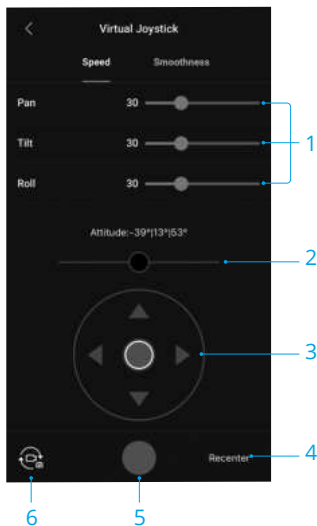 Virtual Joystick
Speed Smoothness
Pan 30
1
Tilt 30
Roll 30
Attitude:-39°|13°|53°
2
3
Recenter 4
6 5